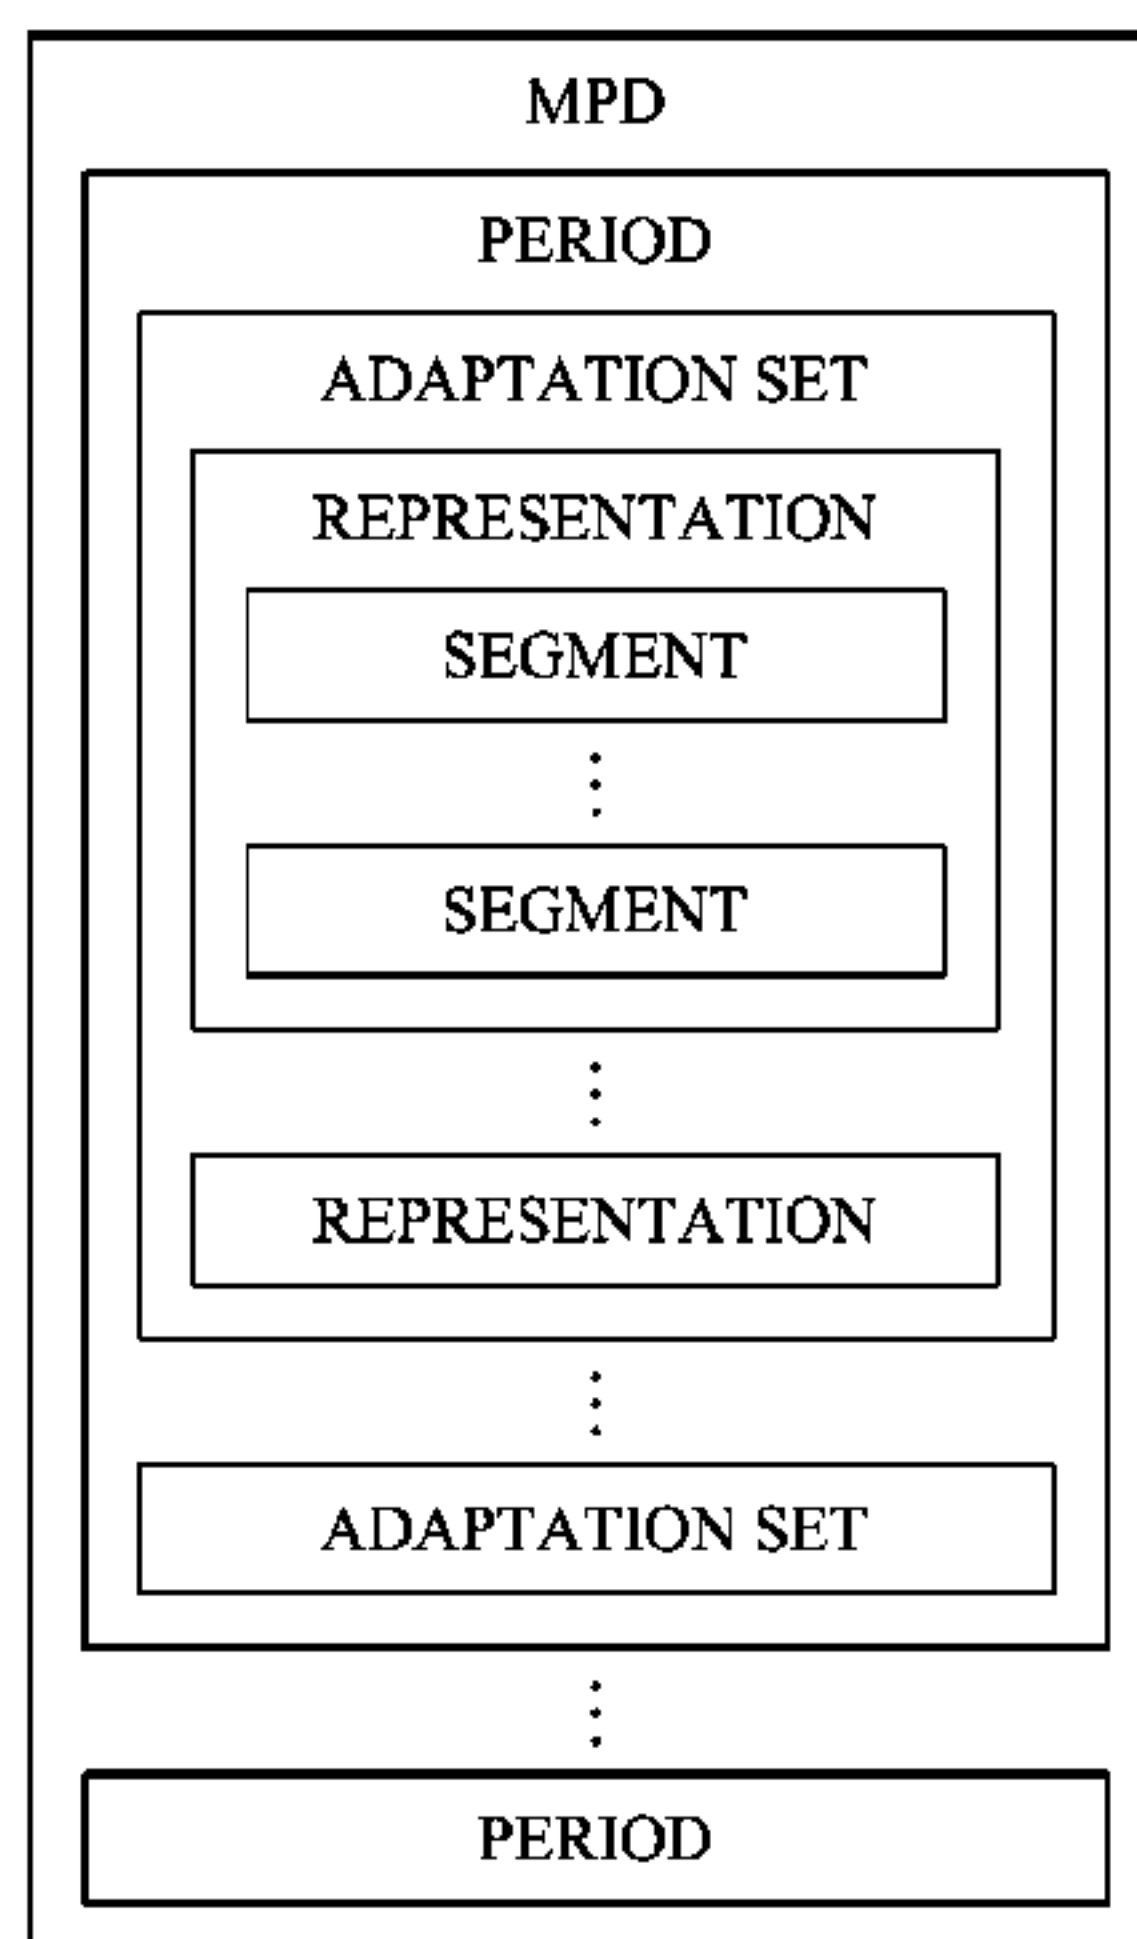 MPD
PERIOD
ADAPTATION SET
REPRESENTATION
SEGMENT
SEGMENT
REPRESENTATION
ADAPTATION SET
PERIOD